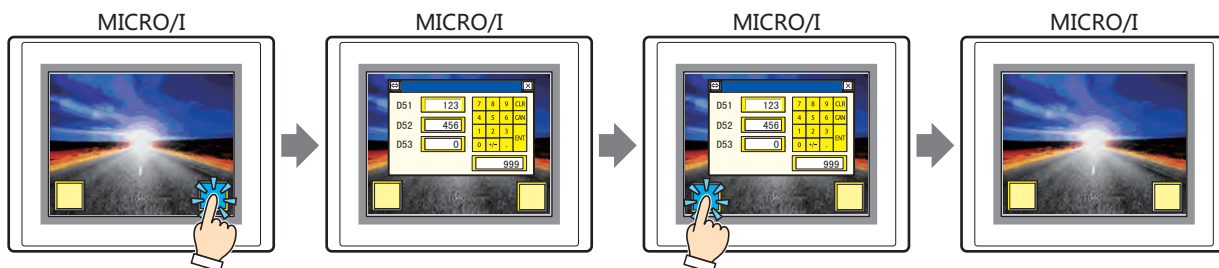 MICRO/I
MICRO/I
MICRO/I
MICRO/I
D51 123 7 8 9 CLR
D52 456 4 5 6 CAN
1 2 3 ENT
D53 0 0 +/- .
999
D51 123 7 8 9 CLR
D52 456 4 5 6 CAN
1 2 3 ENT
D53 0 0 +/- .
999